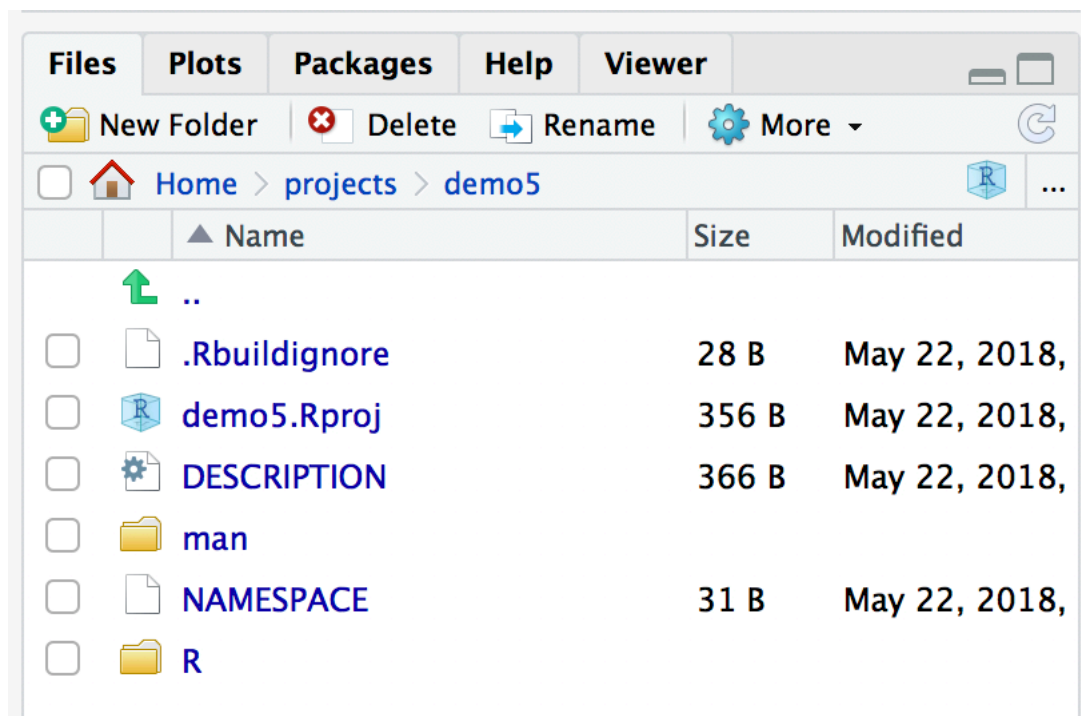 Files Plots Packages Help Viewer
New Folder Delete Rename More
Home projects demo5 R ...
Name Size Modified
..
.Rbuildignore 28 B May 22, 2018,
R demo5.Rproj 356 B May 22, 2018,
DESCRIPTION 366 B May 22, 2018,
man
NAMESPACE 31 B May 22, 2018,
R